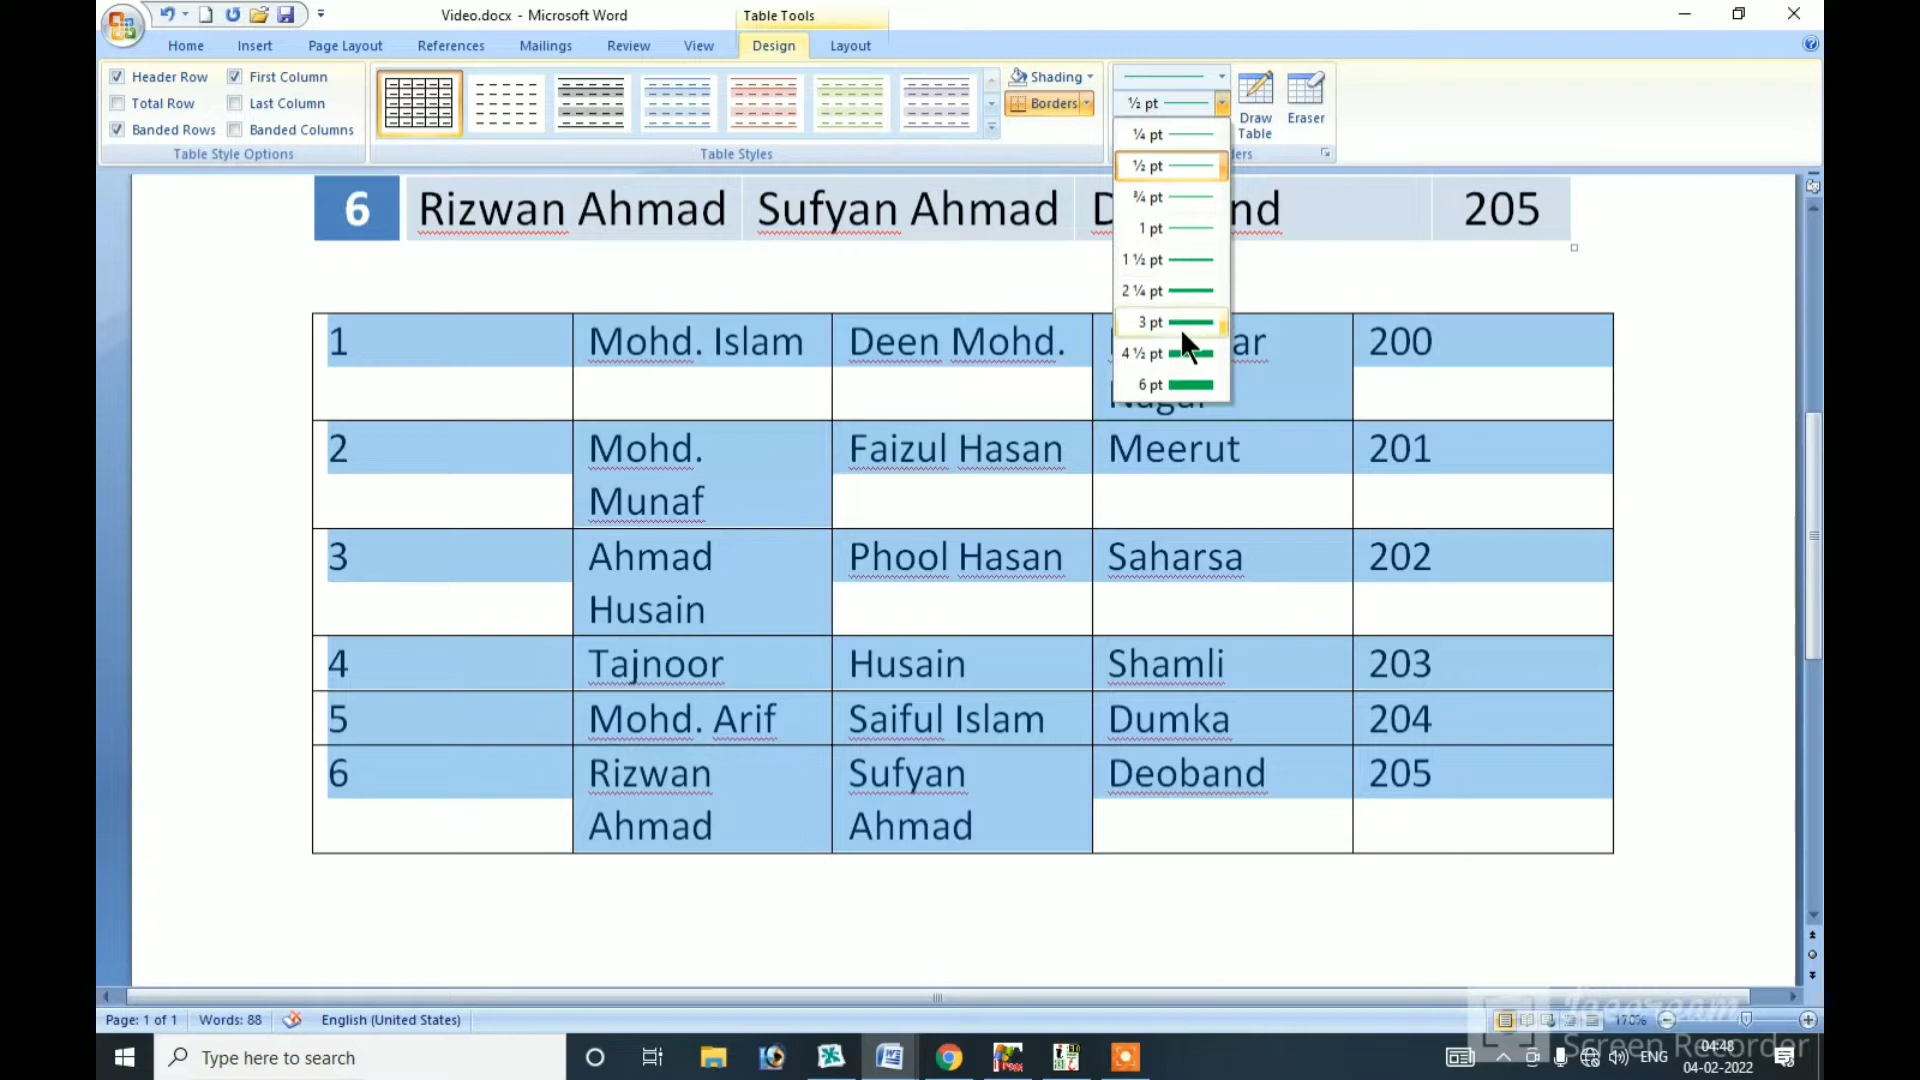 Video.docx - Microsoft Word
Table Tools
Home Insert Page Layout References Mailings Review View Design Layout
Header Row First Column
Total Row Last Column
Banded Rows Banded Columns
Table Style Options
Table Styles
Shading
Borders
½ pt
Draw Table
Eraser
¼ pt
½ pt
¾ pt
1 pt
1 ½ pt
2 ¼ pt
3 pt
4 ½ pt
6 pt
6 Rizwan Ahmad Sufyan Ahmad 205
1 Mohd. Islam Deen Mohd. 200
2 Mohd. Munaf Faizul Hasan Meerut 201
3 Ahmad Husain Phool Hasan Saharsa 202
4 Tajnoor Husain Shamli 203
5 Mohd. Arif Saiful Islam Dumka 204
6 Rizwan Ahmad Sufyan Ahmad Deoband 205
Page: 1 of 1 Words: 88 English (United States) 170%
Screen Recorder
Type here to search
ENG
04:48
04-02-2022